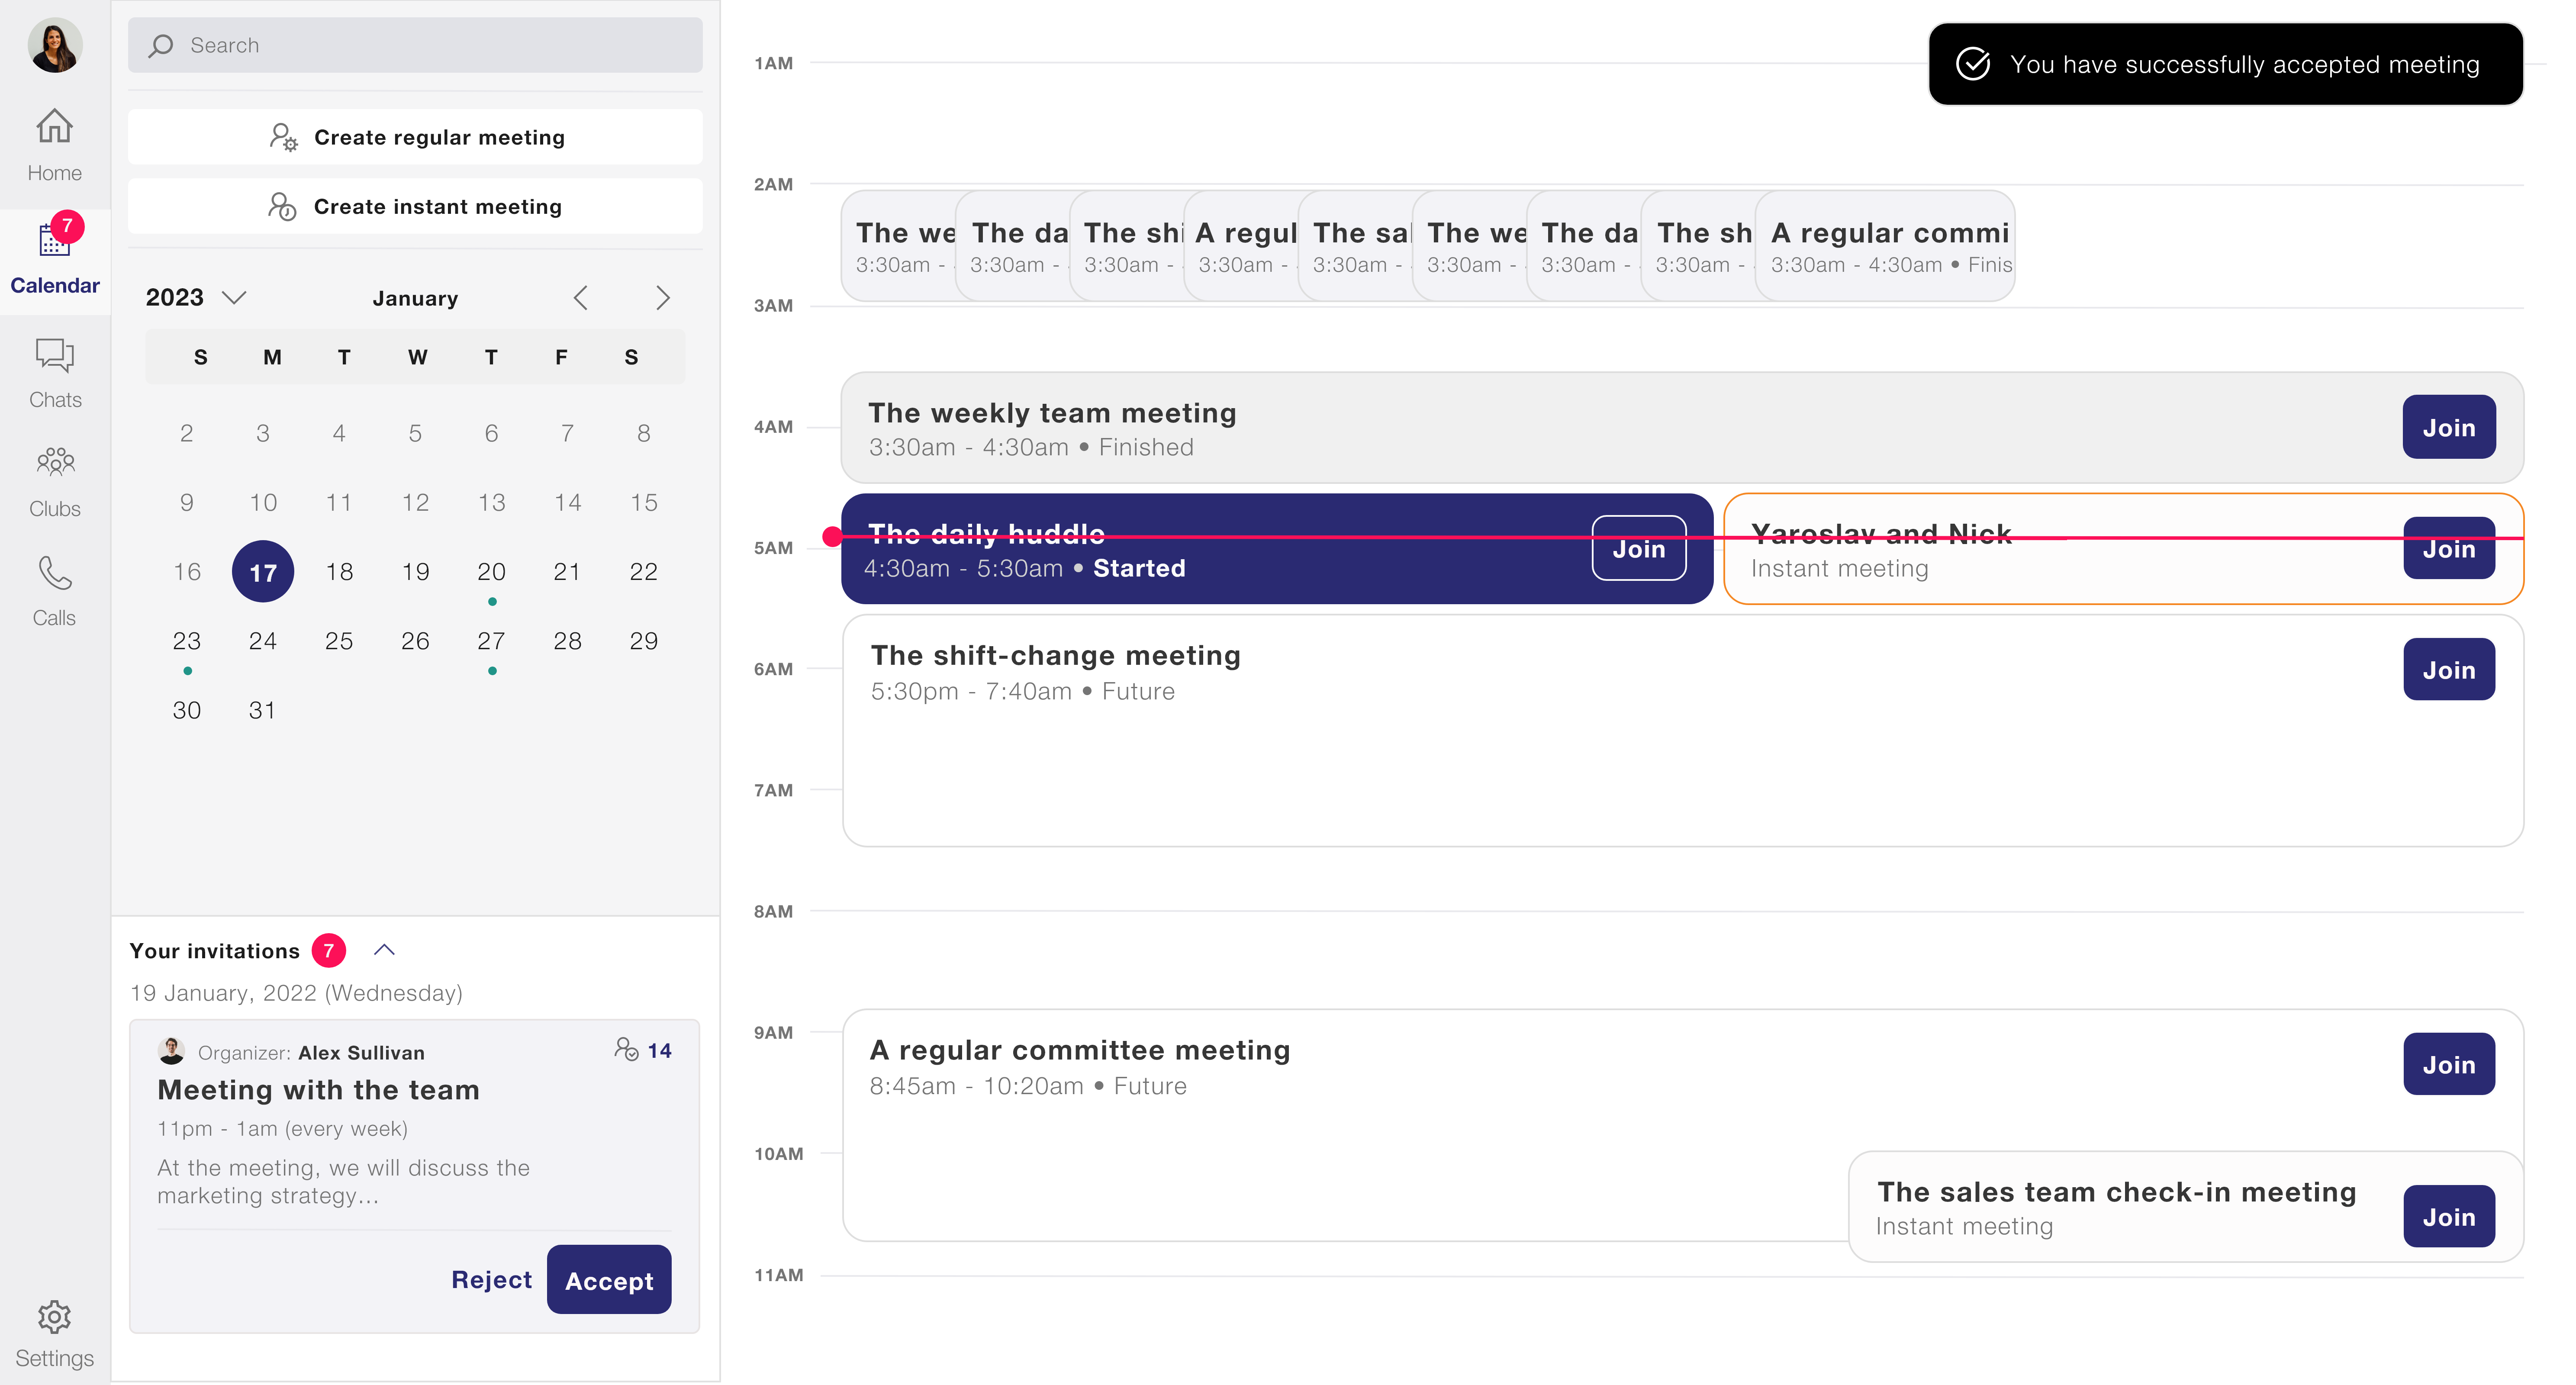 Home
7
Calendar
Chats
Clubs
Calls
Settings
Search
Create regular meeting
Create instant meeting
2023 January
S M T W T F S
2 3 4 5 6 7 8
9 10 11 12 13 14 15
16 17 18 19 20 21 22
23 24 25 26 27 28 29
30 31
Your invitations 7
19 January, 2022 (Wednesday)
Organizer: Alex Sullivan 14
Meeting with the team
11pm - 1am (every week)
At the meeting, we will discuss the
marketing strategy...
Reject Accept
You have successfully accepted meeting
1AM
2AM
The we The da The shi A regul The sal The we The da The sh A regular commi
3:30am - 3:30am - 3:30am - 3:30am - 3:30am - 3:30am - 3:30am - 3:30am - 3:30am - 4:30am • Finis
3AM
4AM
The weekly team meeting
3:30am - 4:30am • Finished
Join
5AM
The daily huddle
4:30am - 5:30am • Started
Join
Yaroslav and Nick
Instant meeting
Join
6AM
The shift-change meeting
5:30pm - 7:40am • Future
Join
7AM
8AM
9AM
A regular committee meeting
8:45am - 10:20am • Future
Join
10AM
The sales team check-in meeting
Instant meeting
Join
11AM